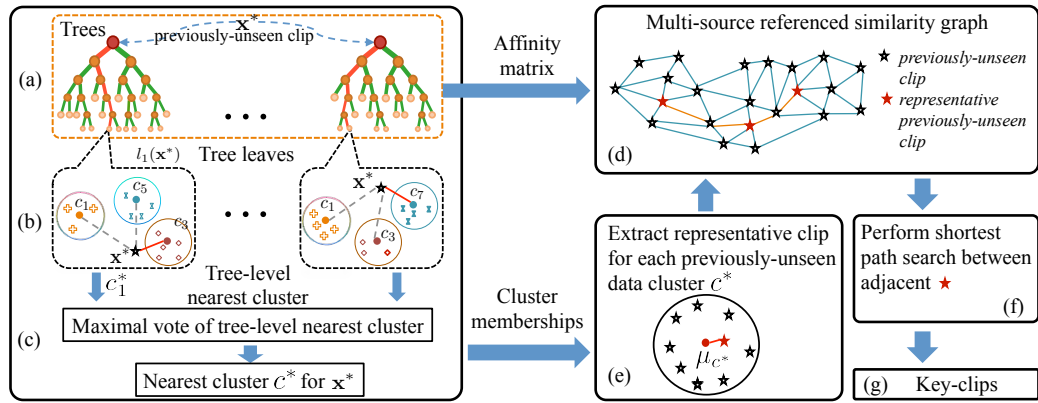 Trees
x*
previously-unseen clip
(a)
l₁(x*)
Tree leaves
c₁
c₅
c₃
x*
(b)
x*
c₁
c₇
c₃
c₁*
Tree-level
nearest cluster
(c)
Maximal vote of tree-level nearest cluster
Nearest cluster c* for x*
Affinity
matrix
Cluster
memberships
Multi-source referenced similarity graph
previously-unseen
clip
representative
previously-unseen
clip
(d)
Extract representative clip
for each previously-unseen
data cluster c*
μ_c*
(e)
Perform shortest
path search between
adjacent ★
(f)
(g)
Key-clips